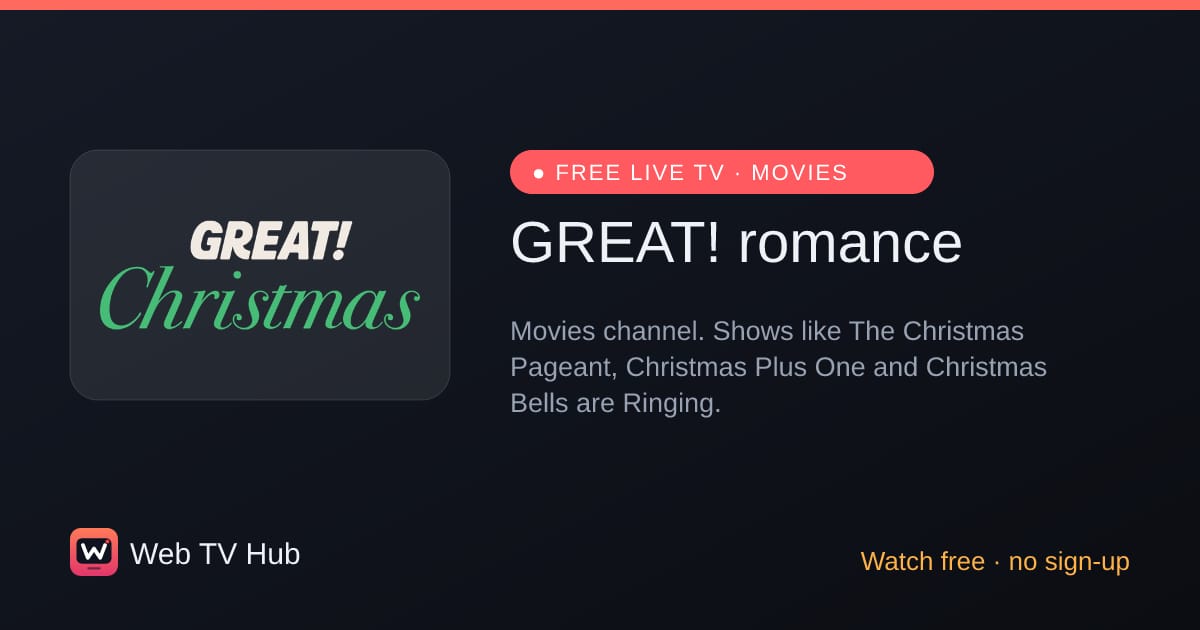 GREAT!
Christmas
• FREE LIVE TV · MOVIES
GREAT! romance
Movies channel. Shows like The Christmas
Pageant, Christmas Plus One and Christmas
Bells are Ringing.
W
Web TV Hub
Watch free · no sign-up